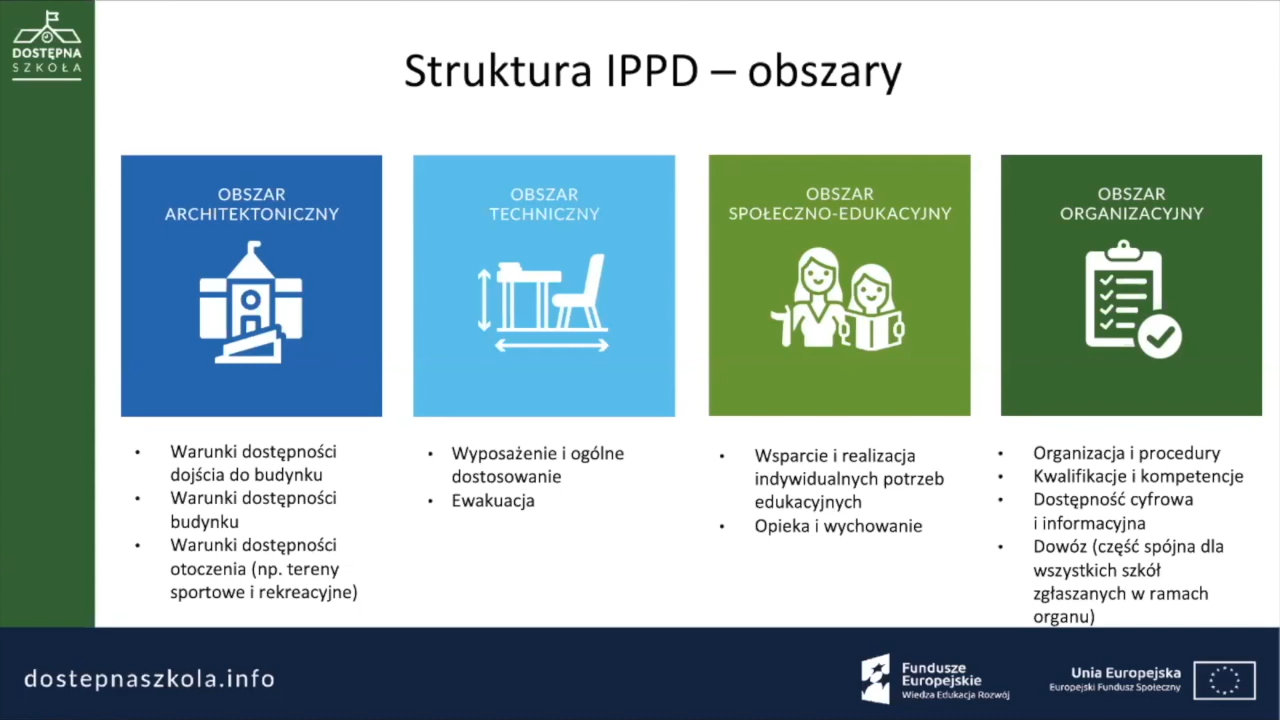 DOSTĘPNA
SZKOŁA
Struktura IPPD – obszary
OBSZAR
ARCHITEKTONICZNY
OBSZAR
TECHNICZNY
OBSZAR
SPOŁECZNO-EDUKACYJNY
OBSZAR
ORGANIZACYJNY
• Warunki dostępności
dojścia do budynku
• Warunki dostępności
budynku
• Warunki dostępności
otoczenia (np. tereny
sportowe i rekreacyjne)
• Wyposażenie i ogólne
dostosowanie
• Ewakuacja
• Wsparcie i realizacja
indywidualnych potrzeb
edukacyjnych
• Opieka i wychowanie
• Organizacja i procedury
• Kwalifikacje i kompetencje
• Dostępność cyfrowa
i informacyjna
• Dowóz (część spójna dla
wszystkich szkół
zgłaszanych w ramach
organu)
dostepnaszkola.info
Fundusze
Europejskie
Wiedza Edukacja Rozwój
Unia Europejska
Europejski Fundusz Społeczny